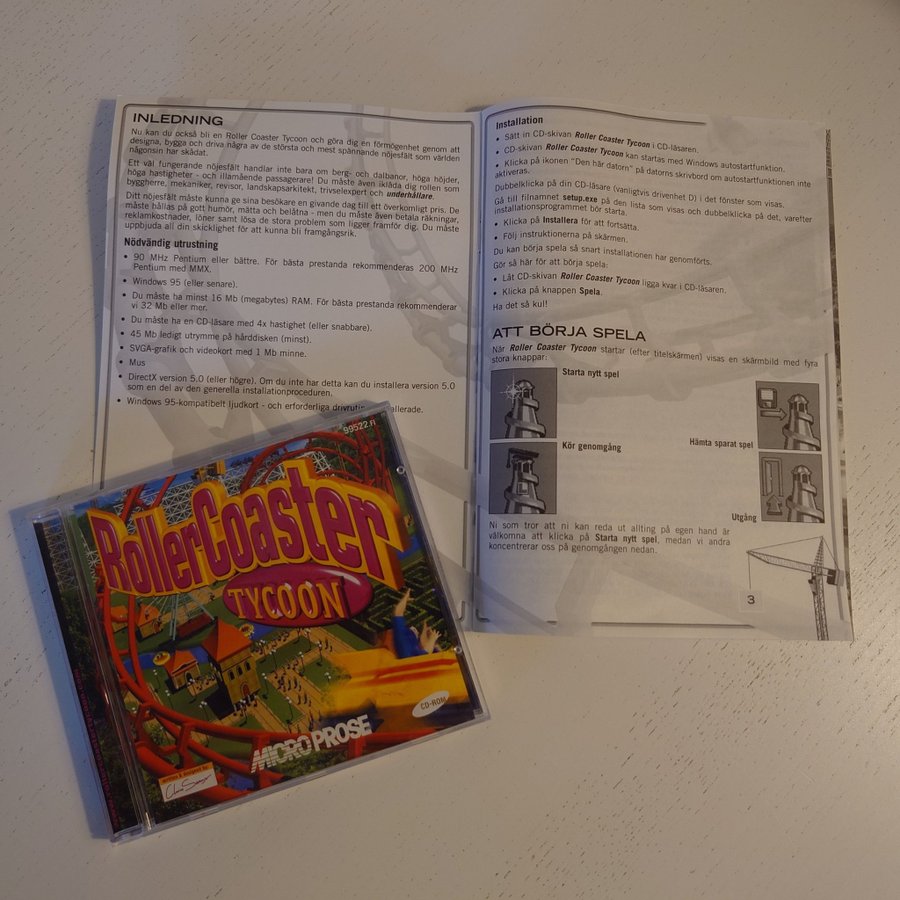 INLEDNING
Nu kan du också bli en Roller Coaster Tycoon och göra dig en förmögenhet genom att
designa, bygga och driva några av de största och mest spännande nöjesfält som världen
någonsin har skådat.
Ett väl fungerande nöjesfält handlar inte bara om berg- och dalbanor, höga höjder,
höga hastigheter - och illamående passagerare! Du måste även ikläda dig rollen som
byggherre, mekaniker, revisor, landskapsarkitekt, trivselexpert och underhållare.
Ditt nöjesfält måste kunna ge sina besökare en givande dag till ett överkomligt pris. De
måste hållas på gott humör, mätta och belåtna - men du måste även betala räkningar,
reklamkostnader, löner samt lösa de stora problem som ligger framför dig. Du måste
uppbjuda all din skicklighet för att kunna bli framgångsrik.
Nödvändig utrustning
• 90 MHz Pentium eller bättre. För bästa prestanda rekommenderas 200 MHz
Pentium med MMX.
• Windows 95 (eller senare).
• Du måste ha minst 16 Mb (megabytes) RAM. För bästa prestanda rekommenderar
vi 32 Mb eller mer.
• Du måste ha en CD-läsare med 4x hastighet (eller snabbare).
• 45 Mb ledigt utrymme på hårddisken (minst).
• SVGA-grafik och videokort med 1 Mb minne.
• Mus
• DirectX version 5.0 (eller högre). Om du inte har detta kan du installera version 5.0
som en del av den generella installationproceduren.
• Windows 95-kompatibelt ljudkort - och erforderliga drivrutin allerade.
Installation
• Sätt in CD-skivan Roller Coaster Tycoon i CD-läsaren.
• CD-skivan Roller Coaster Tycoon kan startas med Windows autostartfunktion.
• Klicka på ikonen "Den här datorn" på datorns skrivbord om autostartfunktionen inte
aktiveras.
Dubbelklicka på din CD-läsare (vanligtvis drivenhet D) i det fönster som visas.
Gå till filnamnet setup.exe på den lista som visas och dubbelklicka på det, varefter
installationsprogrammet bör starta.
• Klicka på Installera för att fortsätta.
• Följ instruktionerna på skärmen.
Du kan börja spela så snart installationen har genomförts.
Gör så här för att börja spela:
• Låt CD-skivan Roller Coaster Tycoon ligga kvar i CD-läsaren.
• Klicka på knappen Spela.
Ha det så kul!
ATT BÖRJA SPELA
När Roller Coaster Tycoon startar (efter titelskärmen) visas en skärmbild med fyra
stora knappar:
Starta nytt spel
Kör genomgång
Hämta sparat spel
Utgång
Ni som tror att ni kan reda ut allting på egen hand är
välkomna att klicka på Starta nytt spel, medan vi andra
koncentrerar oss på genomgången nedan.
3
99522.FI
RollerCoaster
TYCOON
CD-ROM
MICROPROSE
written & designed by
Chris Sawyer